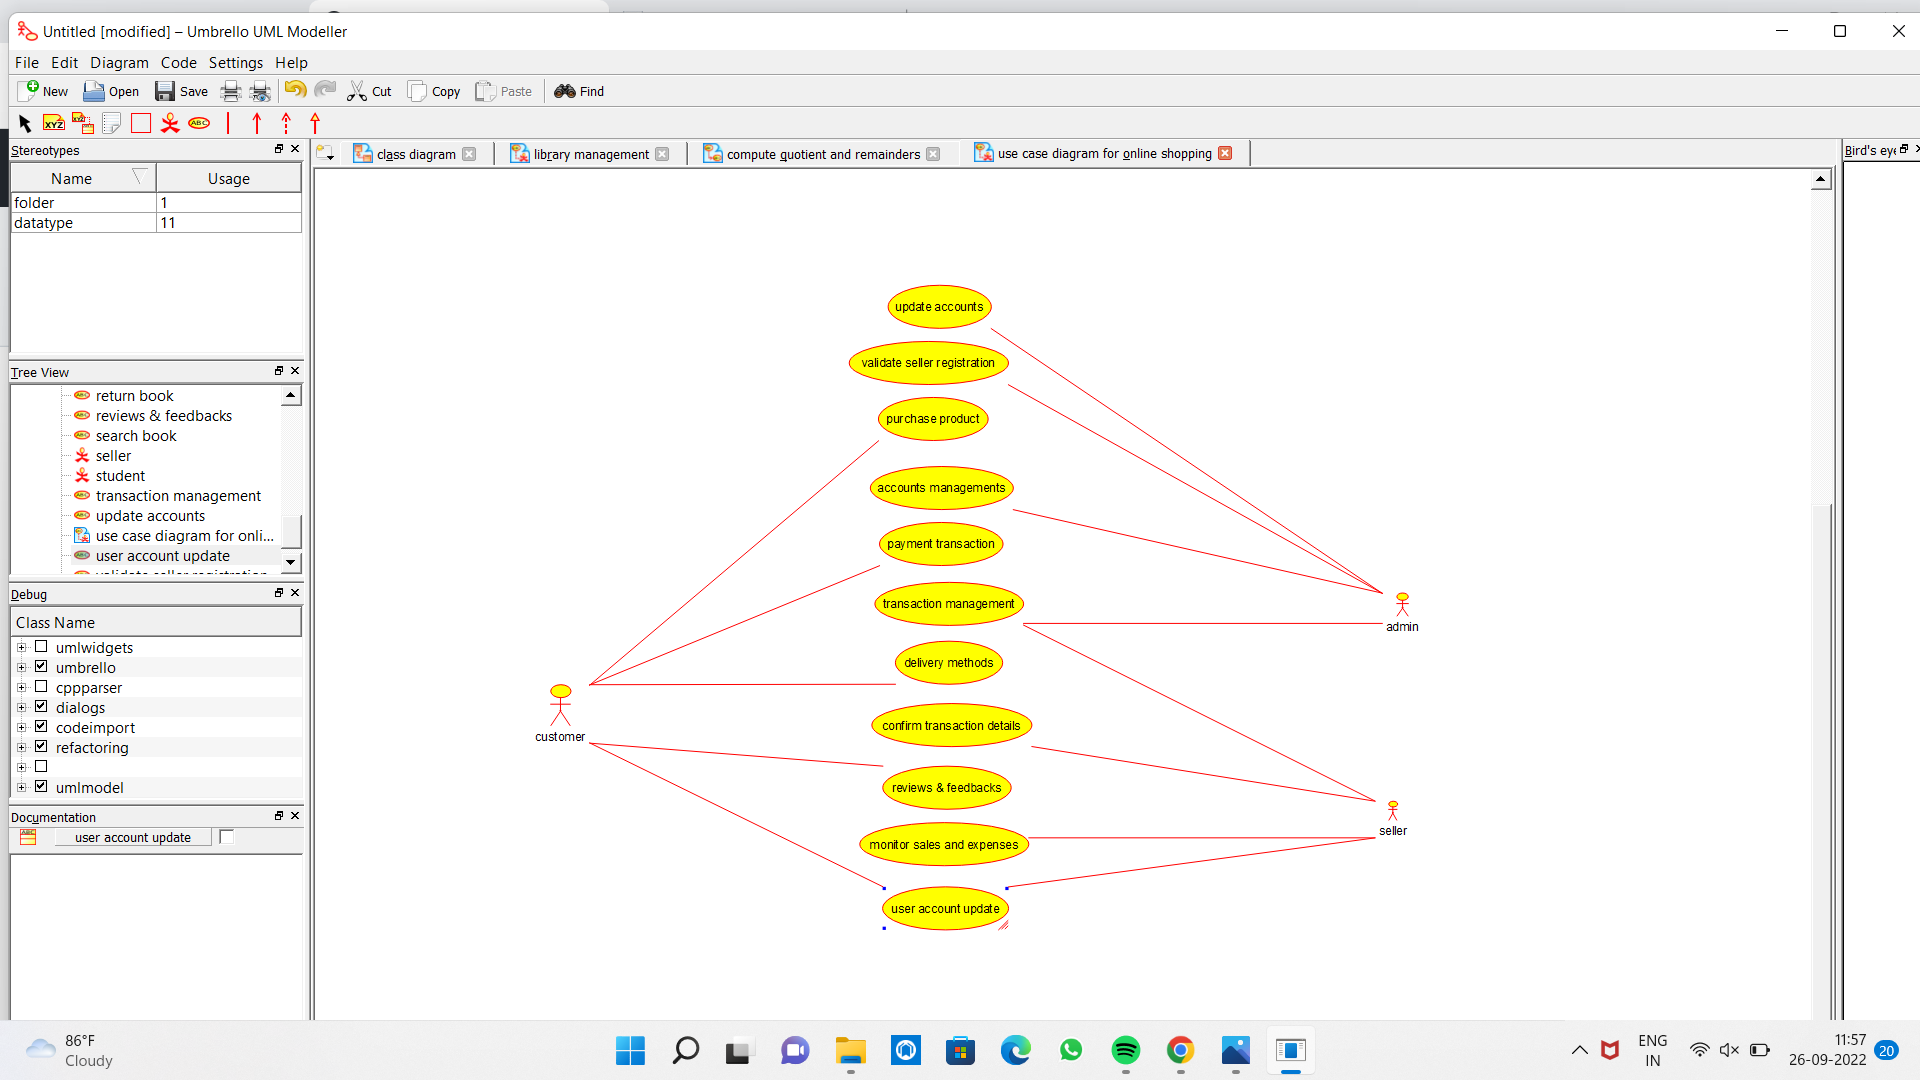 Untitled [modified] – Umbrello UML Modeller
File Edit Diagram Code Settings Help
New Open Save Cut Copy Paste Find
XYZ XYZ ABC
Stereotypes
Name Usage
folder 1
datatype 11
Tree View
return book
reviews & feedbacks
search book
seller
student
transaction management
update accounts
use case diagram for onli...
user account update
validate seller registration
Debug
Class Name
umlwidgets
umbrello
cppparser
dialogs
codeimport
refactoring
umlmodel
Documentation
user account update
class diagram library management compute quotient and remainders use case diagram for online shopping
Bird's eye
update accounts
validate seller registration
purchase product
accounts managements
payment transaction
transaction management
admin
delivery methods
customer
confirm transaction details
reviews & feedbacks
seller
monitor sales and expenses
user account update
86°F
Cloudy
ENG
IN
11:57
26-09-2022
20